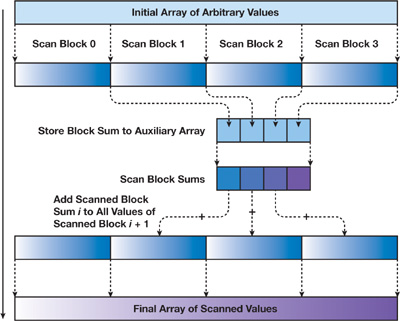 Initial Array of Arbitrary Values
Scan Block 0 Scan Block 1 Scan Block 2 Scan Block 3
Store Block Sum to Auxiliary Array
Scan Block Sums
Add Scanned Block
Sum i to All Values of
Scanned Block i + 1
+ + +
Final Array of Scanned Values